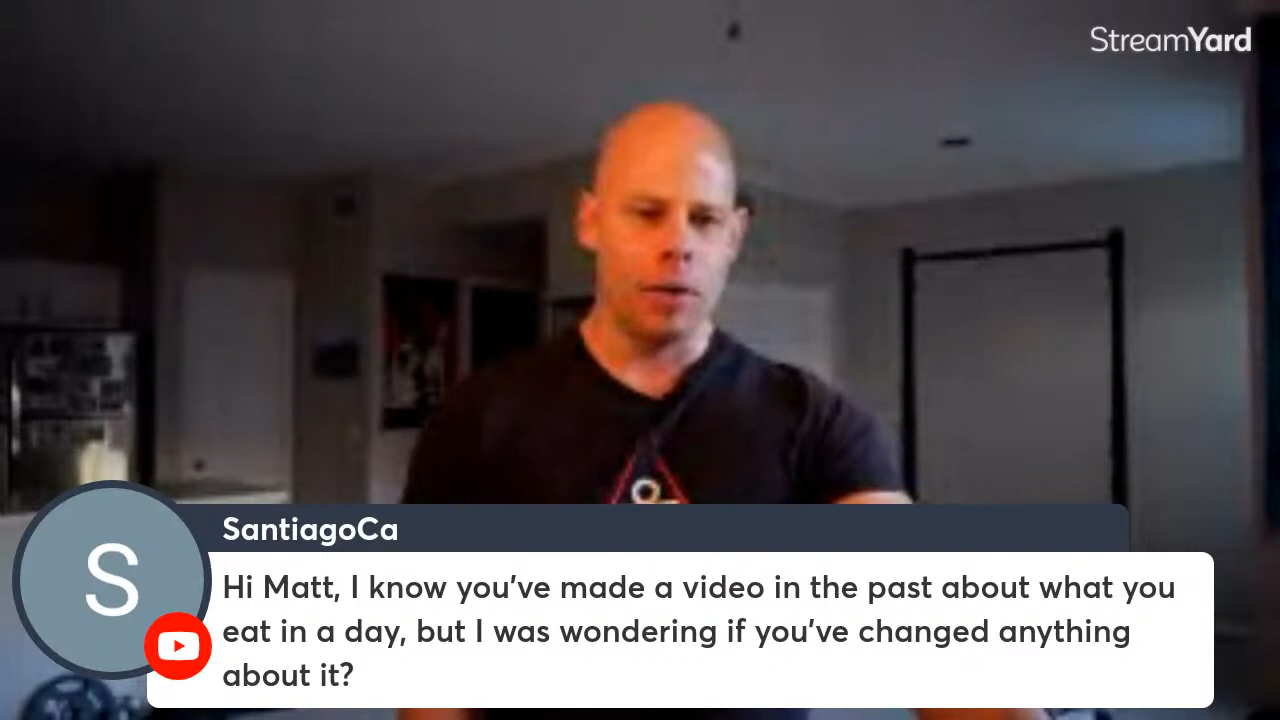 StreamYard
SantiagoCa
Hi Matt, I know you've made a video in the past about what you
eat in a day, but I was wondering if you've changed anything
about it?
S